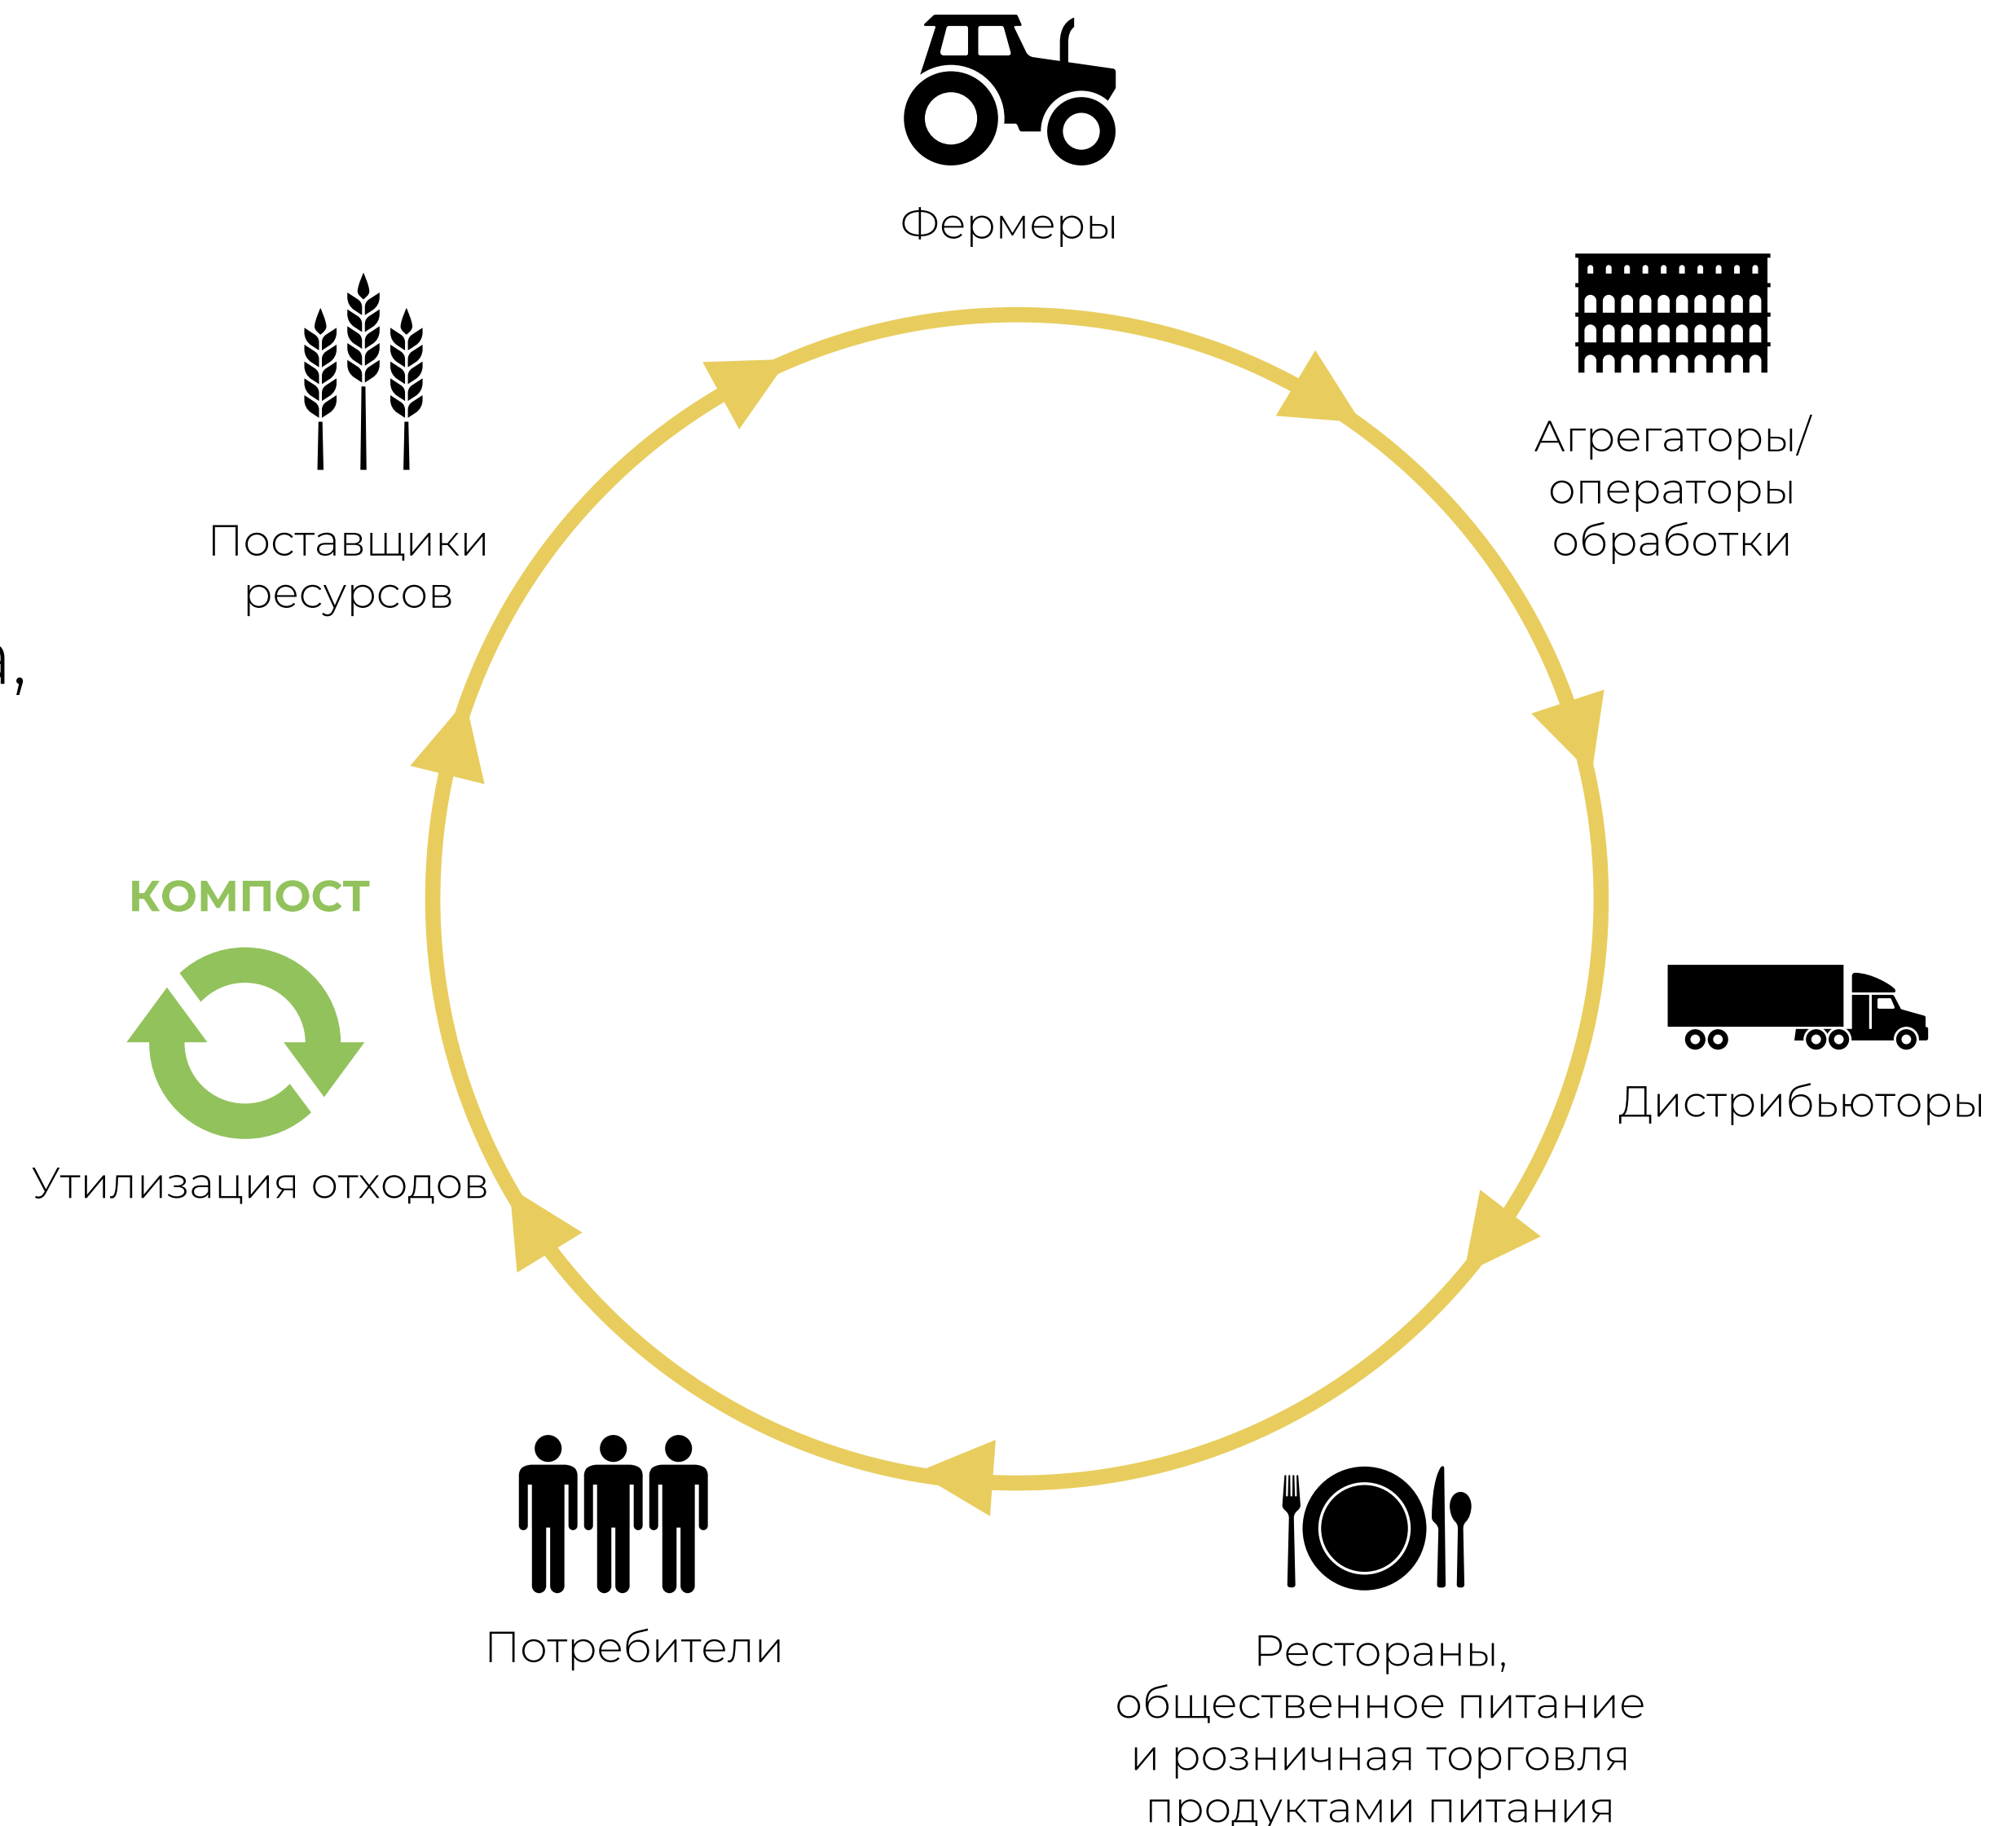 Фермеры
Агрегаторы/
операторы
обработки
Поставщики
ресурсов
КОМПОСТ
Утилизация отходов
Дистрибьюторы
Потребители
Рестораны,
общественное питание
и розничная торговля
продуктами питания